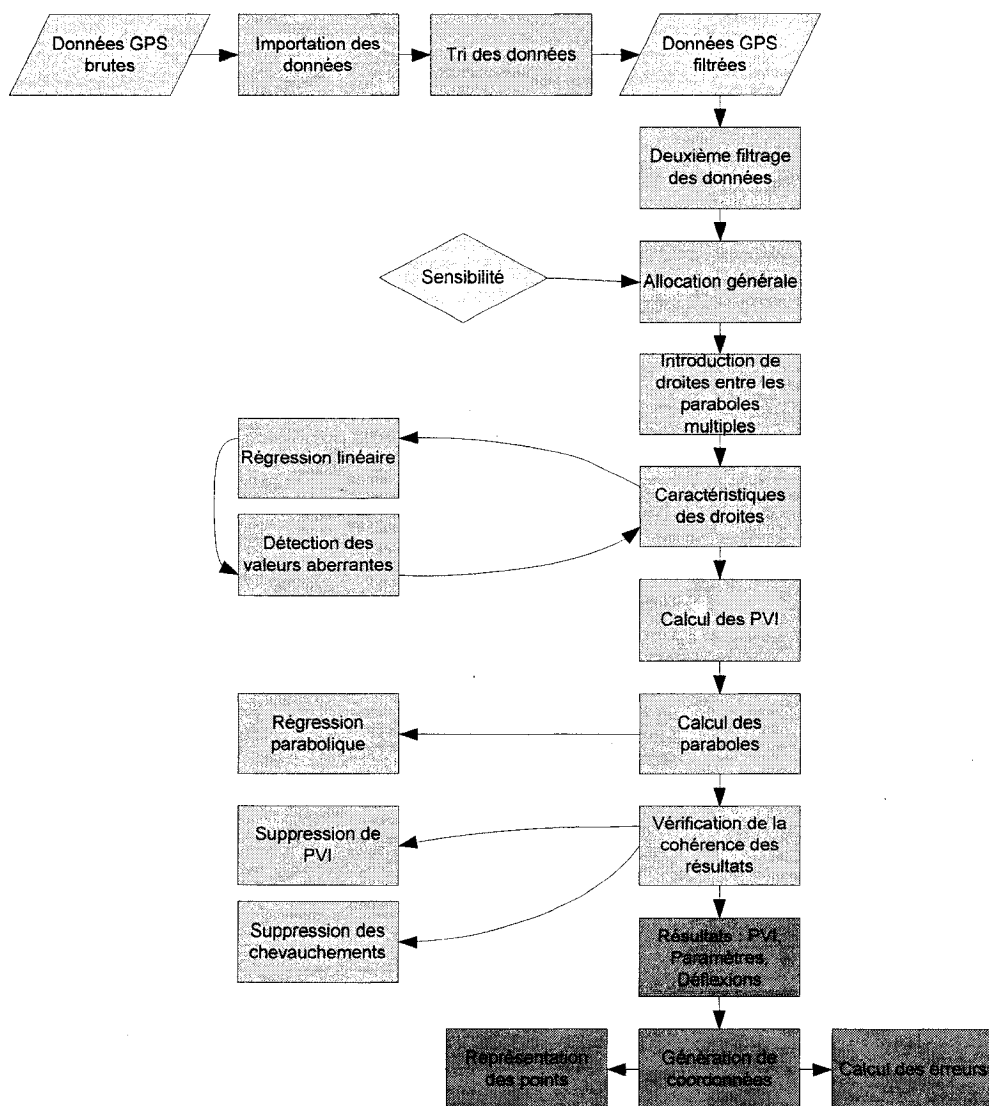 Données GPS
brutes
Importation des
données
Tri des données
Données GPS
filtrées
Deuxième filtrage
des données
Sensibilité
Allocation générale
Introduction de
droites entre les
paraboles
multiples
Régression linéaire
Caractéristiques
des droites
Détection des
valeurs aberrantes
Calcul des PVI
Régression
parabolique
Calcul des
paraboles
Suppression de
PVI
Vérification de la
cohérence des
résultats
Suppression des
chevauchements
Résultats : PVI,
Paramètres,
Déflexions
Représentation
des points
Génération de
coordonnées
Calcul des erreurs